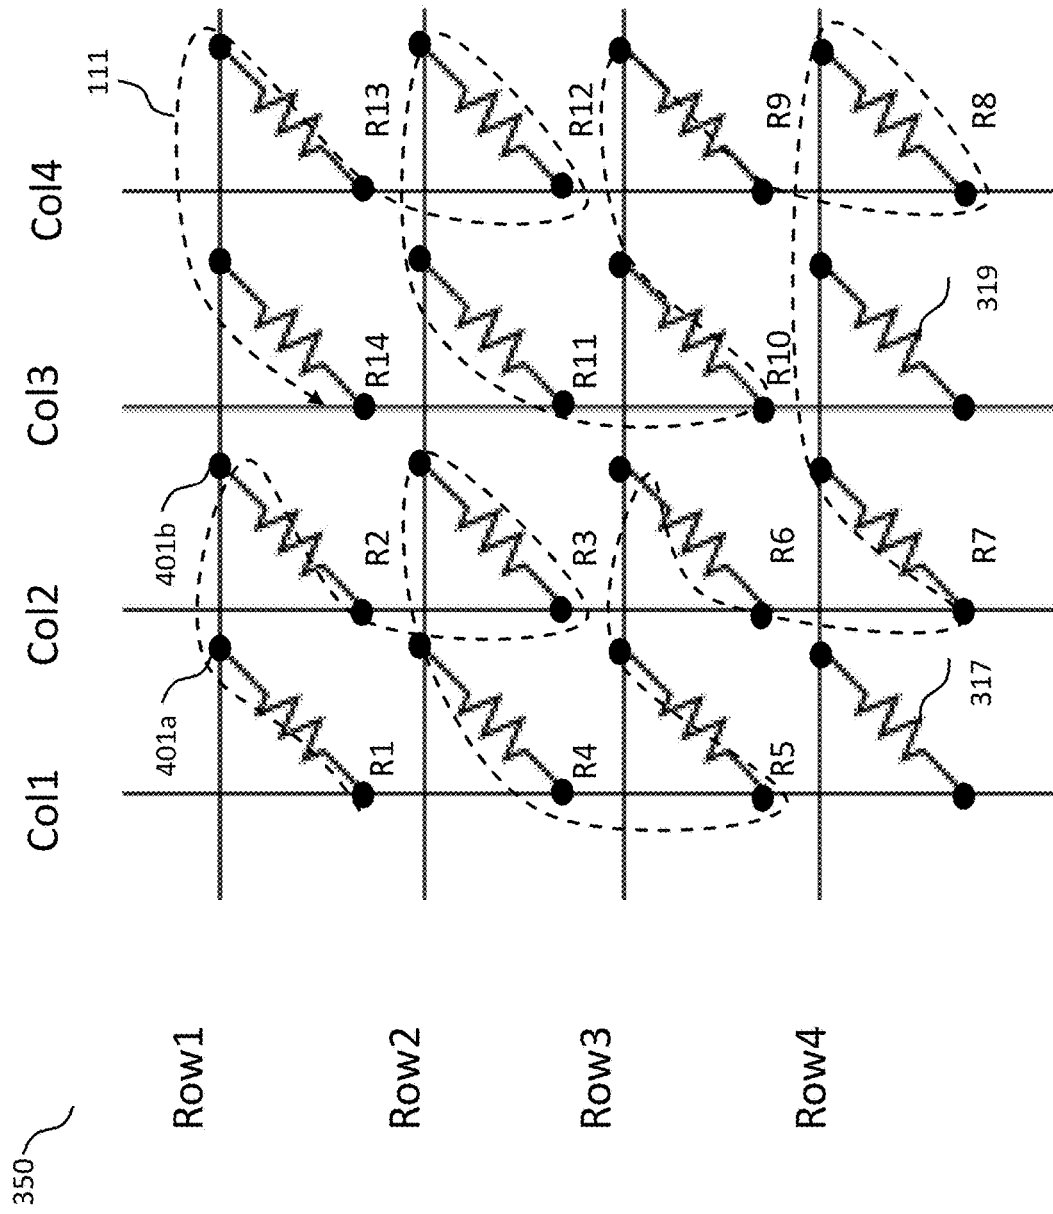 350
Col1 Col2 Col3 Col4
111
401a 401b
Row1
R1 R2 R14 R13
Row2
R4 R3 R11 R12
Row3
R5 R6 R10 R9
Row4
317 R7 319 R8